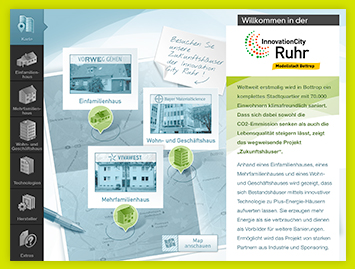 Karte
Einfamilien-
haus
Mehrfamilien-
haus
Wohn- und
Geschäftshaus
Technologien
Hersteller
Extras
VORWEG GEHEN
Einfamilienhaus
Besuchen Sie
unsere
Zukunftshäuser
der Innovation
City Ruhr!
Wohn- und Geschäftshaus
VIVAWEST
Mehrfamilienhaus
Map
anschauen
Willkommen in der
InnovationCity
Ruhr
Modellstadt Bottrop
Weltweit erstmalig wird in Bottrop ein
komplettes Stadtquartier mit 70.000
Einwohnern klimafreundlich saniert.
Dass sich dabei sowohl die
CO2-Emmission senken als auch die
Lebensqualität steigern lässt, zeigt
das wegweisende Projekt
„Zukunftshäuser“.
Anhand eines Einfamilienhauses, eines
Mehrfamilienhauses und eines Wohn-
und Geschäftshauses wird gezeigt, dass
sich Bestandshäuser mittels innovativer
Technologie zu Plus-Energie-Häusern
aufwerten lassen. Sie erzeugen mehr
Energie als sie verbrauchen und dienen
als Vorbilder für weitere Sanierungen.
Ermöglicht wird das Projekt von starken
Partnern aus Industrie und Sponsoring.